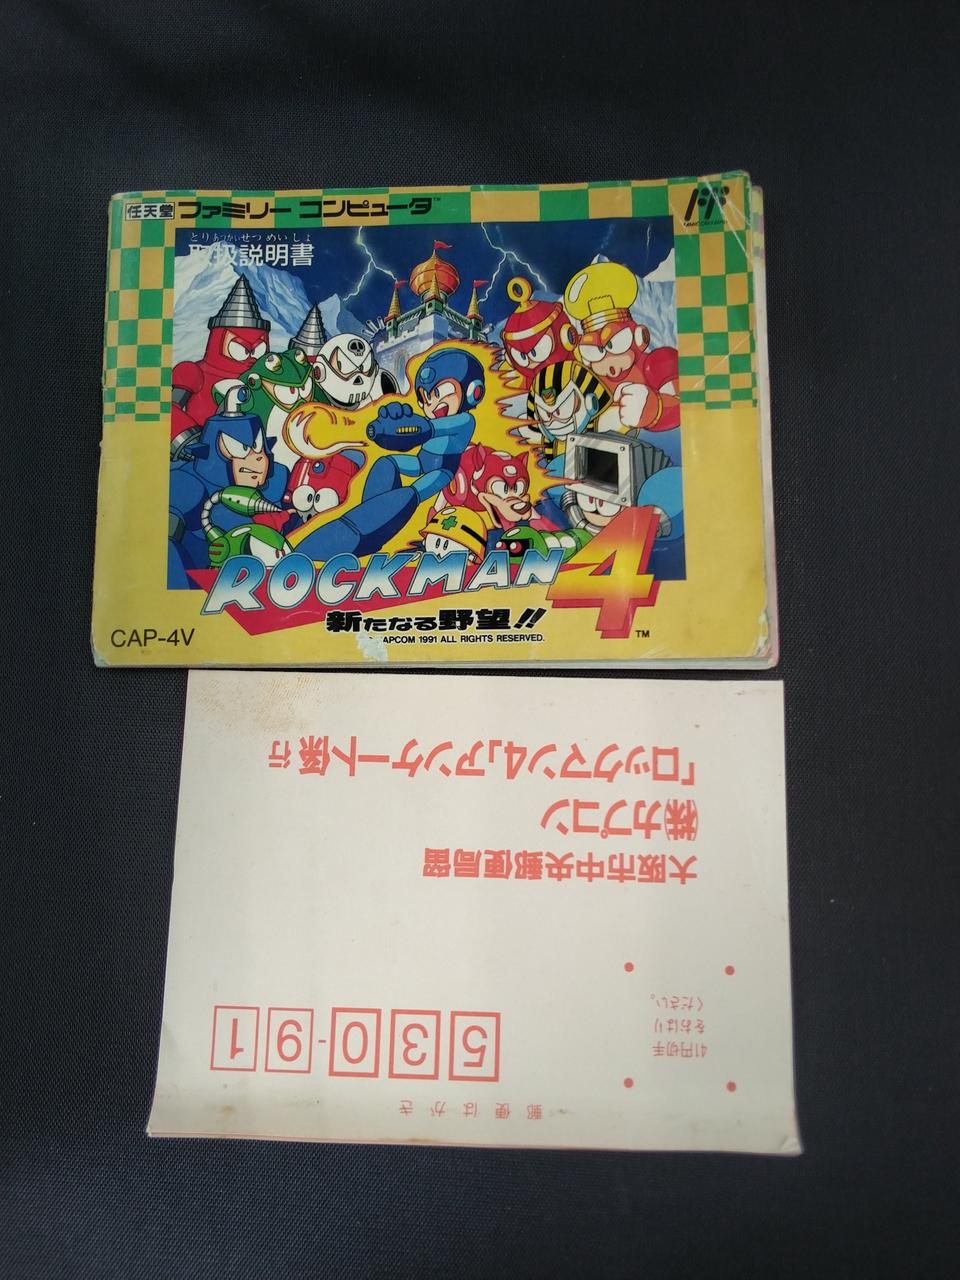 任天堂 ファミリーコンピュータ™
とりあつかいせつめいしょ
取扱説明書
ROCKMAN 4
新たなる野望!!
CAPCOM 1991 ALL RIGHTS RESERVED.
CAP-4V
TM
郵便はがき
530-91
41円切手
をおはり
ください。
大阪市中央郵便局留
㈱カプコン
「ロックマン4」アンケート係 行